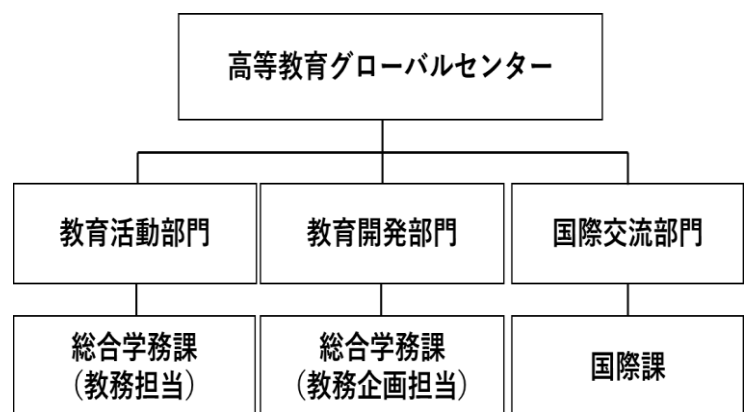 高等教育グローバルセンター
教育活動部門
教育開発部門
国際交流部門
総合学務課
（教務担当）
総合学務課
（教務企画担当）
国際課